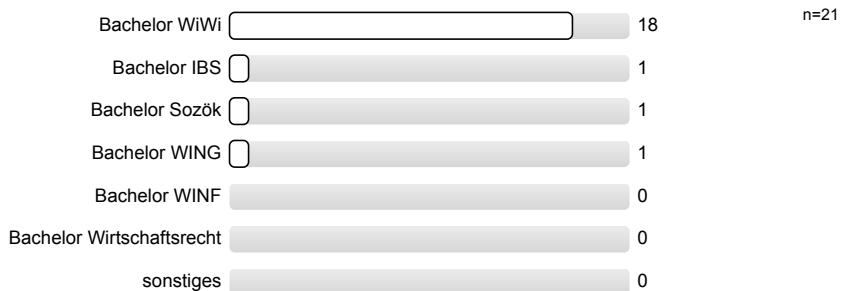 Bachelor WiWi 18 n=21
Bachelor IBS 1
Bachelor Sozök 1
Bachelor WING 1
Bachelor WINF 0
Bachelor Wirtschaftsrecht 0
sonstiges 0